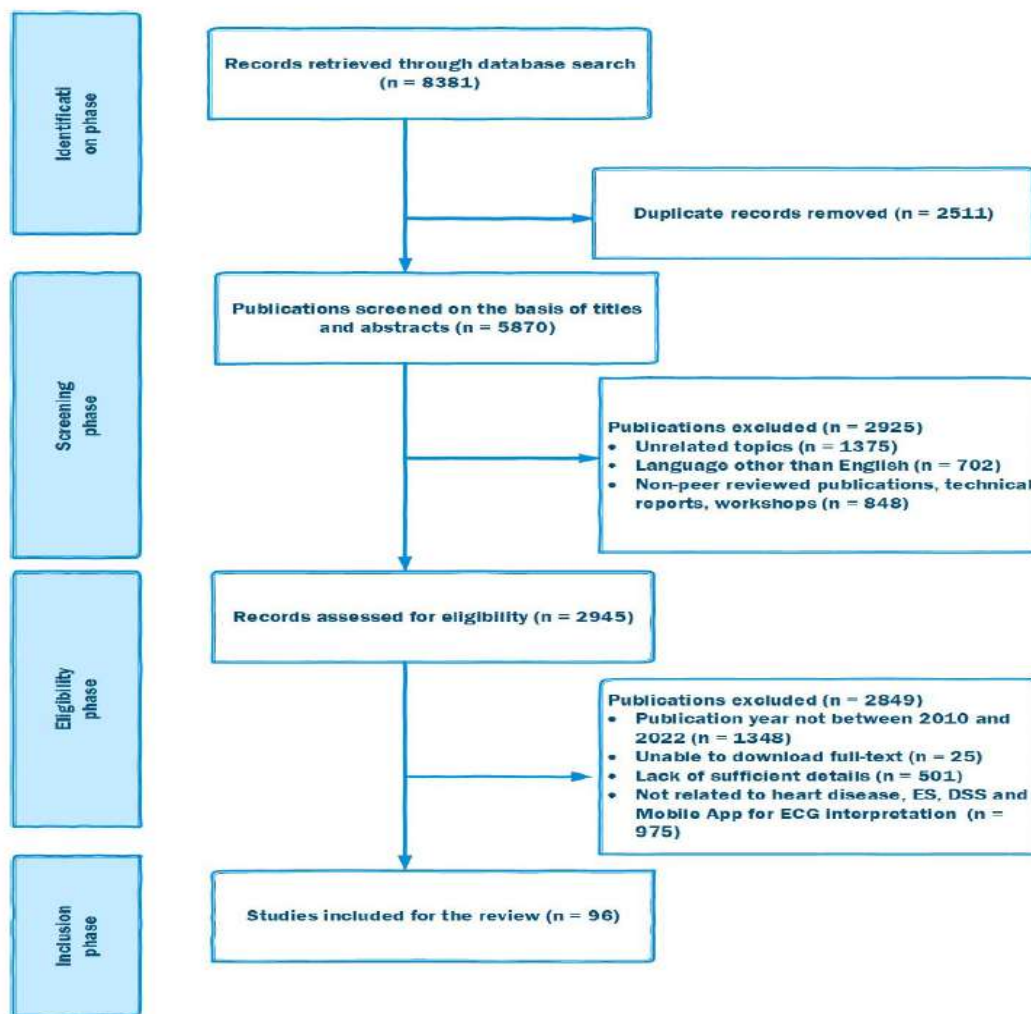 Identificati
on phase
Records retrieved through database search
(n = 8381)
Duplicate records removed (n = 2511)
Screening
phase
Publications screened on the basis of titles
and abstracts (n = 5870)
Publications excluded (n = 2925)
• Unrelated topics (n = 1375)
• Language other than English (n = 702)
• Non-peer reviewed publications, technical
reports, workshops (n = 848)
Eligibility
phase
Records assessed for eligibility (n = 2945)
Publications excluded (n = 2849)
• Publication year not between 2010 and
2022 (n = 1348)
• Unable to download full-text (n = 25)
• Lack of sufficient details (n = 501)
• Not related to heart disease, ES, DSS and
Mobile App for ECG interpretation (n =
975)
Inclusion
phase
Studies included for the review (n = 96)